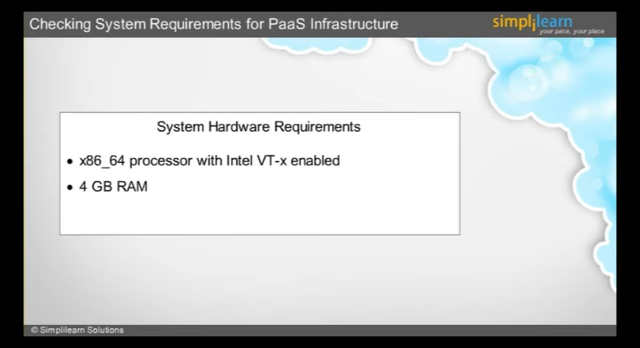 Checking System Requirements for PaaS Infrastructure
simplilearn
your pace, your place
System Hardware Requirements
• x86_64 processor with Intel VT-x enabled
• 4 GB RAM
© Simplilearn Solutions